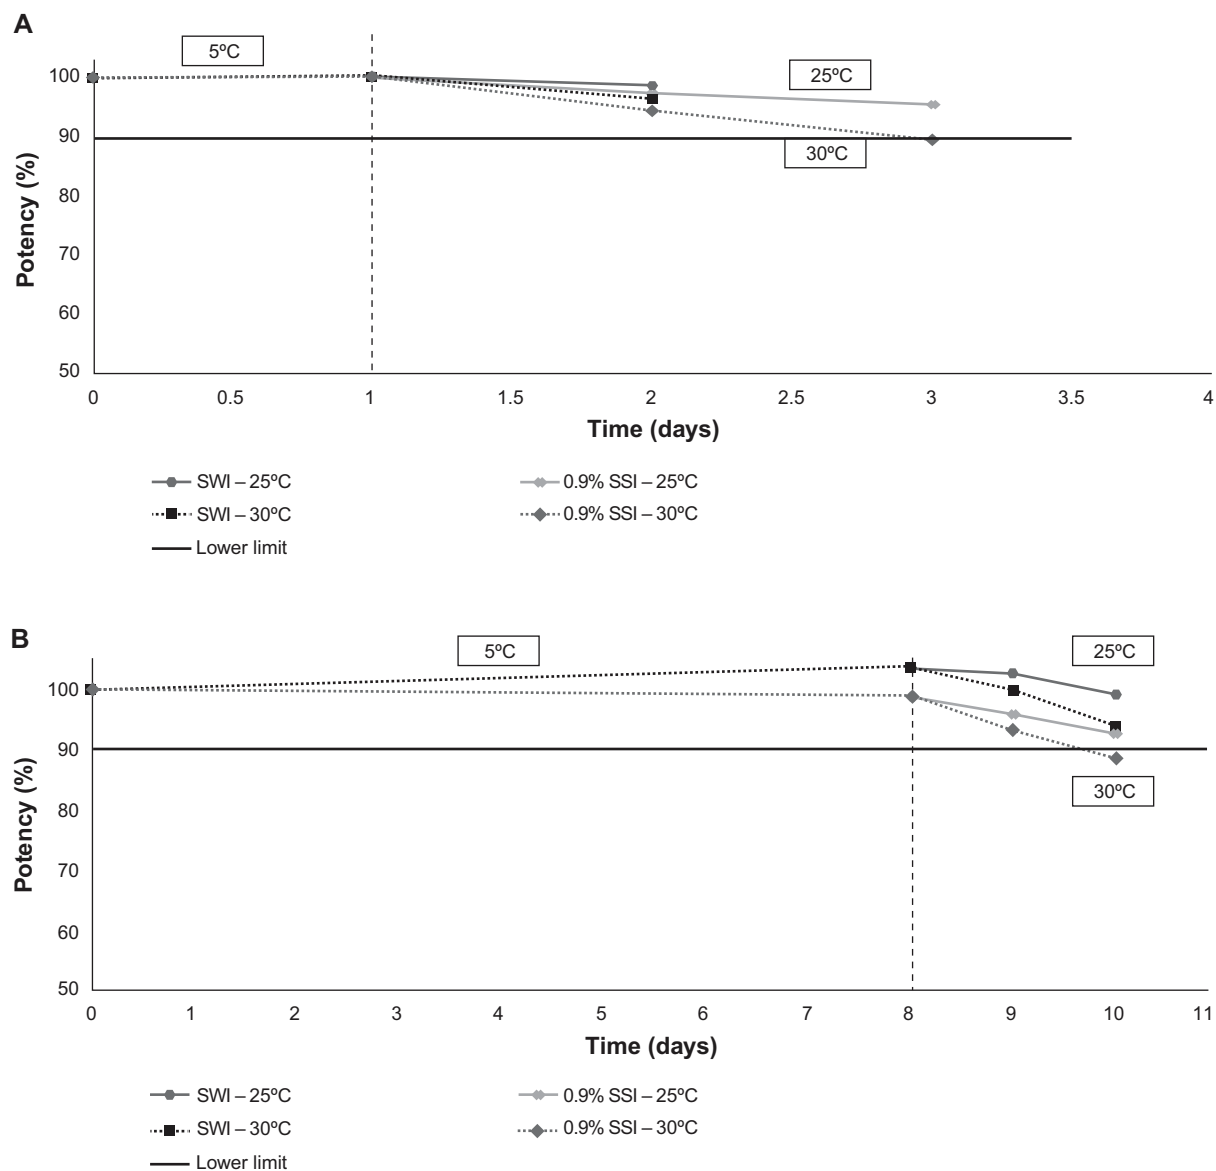 A
5ºC
25ºC
30ºC
Potency (%)
100
90
80
70
60
50
0 0.5 1 1.5 2 2.5 3 3.5 4
Time (days)
SWI – 25ºC 0.9% SSI – 25ºC
SWI – 30ºC 0.9% SSI – 30ºC
Lower limit
B
5ºC
25ºC
30ºC
Potency (%)
100
90
80
70
60
50
0 1 2 3 4 5 6 7 8 9 10 11
Time (days)
SWI – 25ºC 0.9% SSI – 25ºC
SWI – 30ºC 0.9% SSI – 30ºC
Lower limit